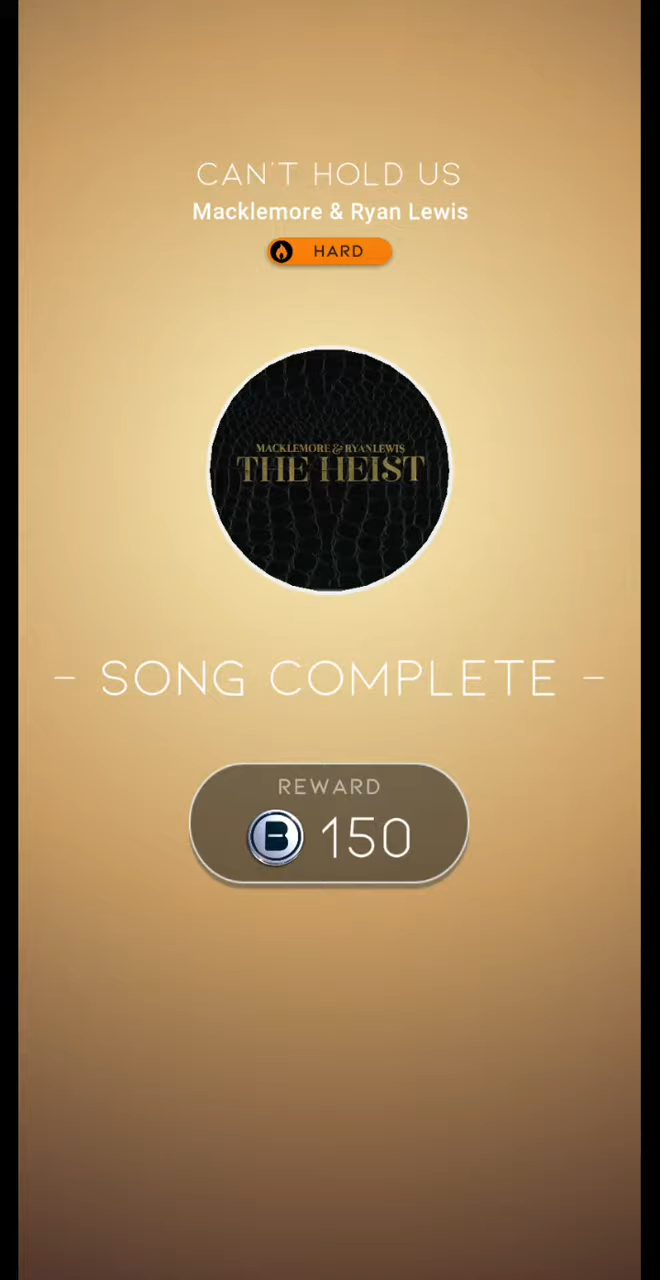 CAN'T HOLD US
Macklemore & Ryan Lewis
HARD
MACKLEMORE & RYAN LEWIS
THE HEIST
- SONG COMPLETE -
REWARD
B 150